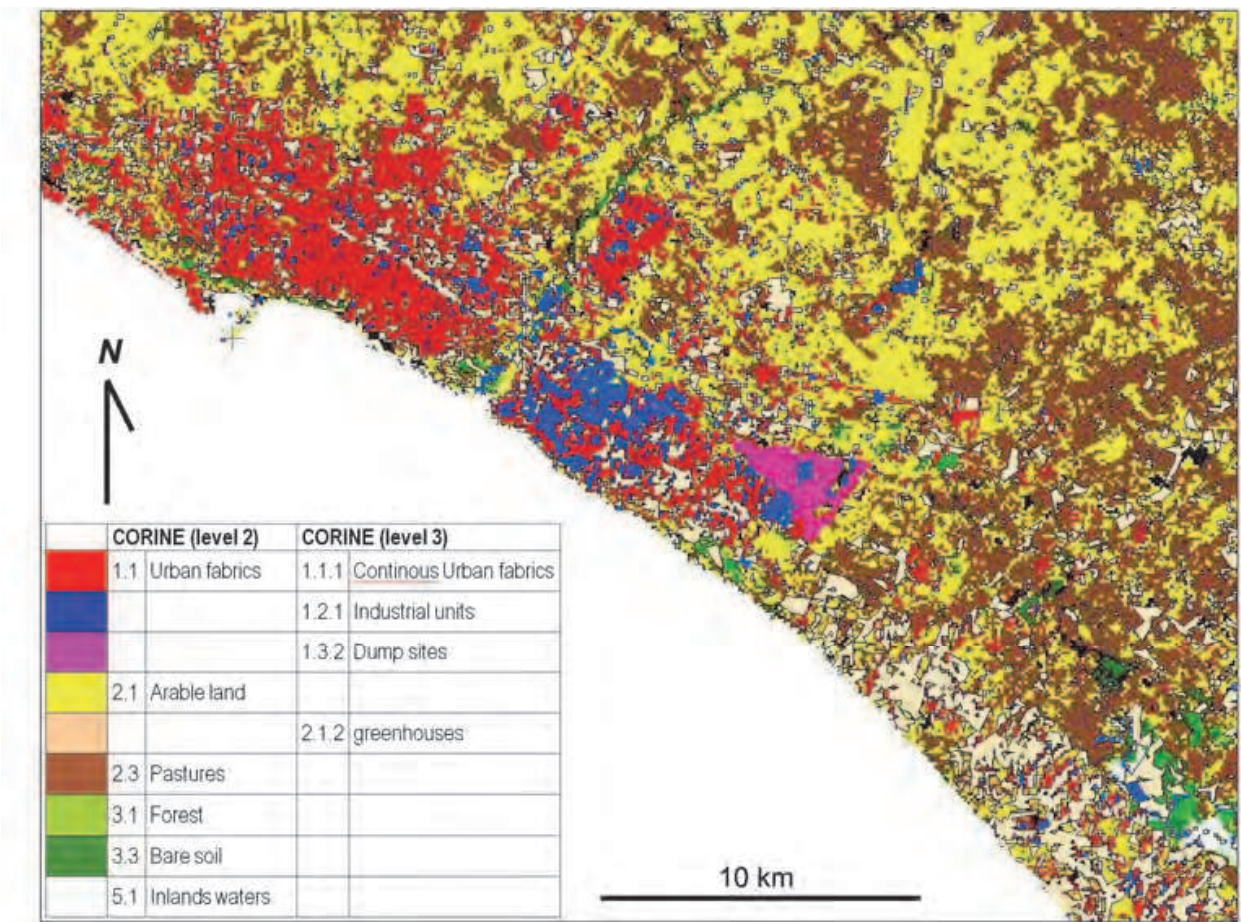 N
CORINE (level 2) CORINE (level 3)
1.1 Urban fabrics 1.1.1 Continous Urban fabrics
1.2.1 Industrial units
1.3.2 Dump sites
2.1 Arable land
2.1.2 greenhouses
2.3 Pastures
3.1 Forest
3.3 Bare soil
5.1 Inlands waters
10 km